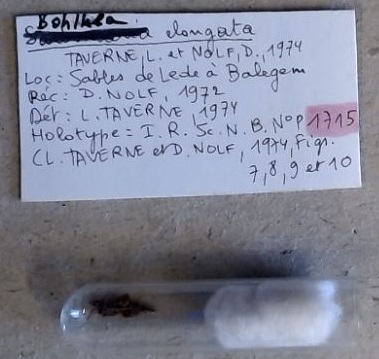 Bohlkea
elongata
TAVERNE, L. et NOLF, D., 1974
Loc: Sables de Lede à Balegem
Réc: D. NOLF, 1972
Dét: L. TAVERNE, 1974
Holotype: I. R. Sc. N. B. N° P 1715
Cf. TAVERNE et D. NOLF, 1974, Figs.
7, 8, 9 et 10